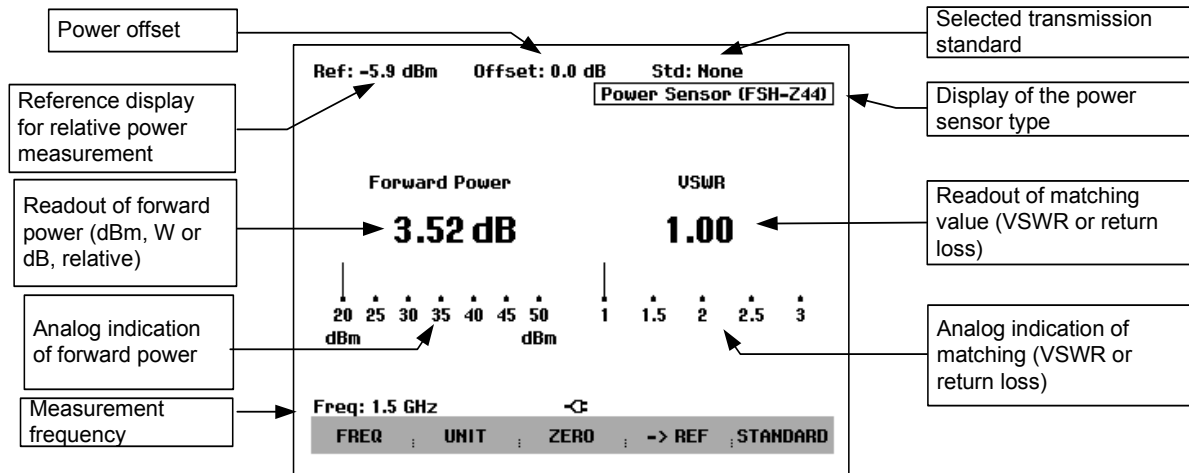 Power offset
Selected transmission
standard
Ref: -5.9 dBm Offset: 0.0 dB Std: None
Power Sensor (FSH-Z44)
Reference display
for relative power
measurement
Display of the power
sensor type
Forward Power VSWR
Readout of forward
power (dBm, W or
dB, relative)
3.52 dB 1.00
Readout of matching
value (VSWR or return
loss)
20 25 30 35 40 45 50 1 1.5 2 2.5 3
dBm dBm
Analog indication
of forward power
Analog indication of
matching (VSWR or
return loss)
Measurement
frequency
Freq: 1.5 GHz
FREQ UNIT ZERO -> REF STANDARD